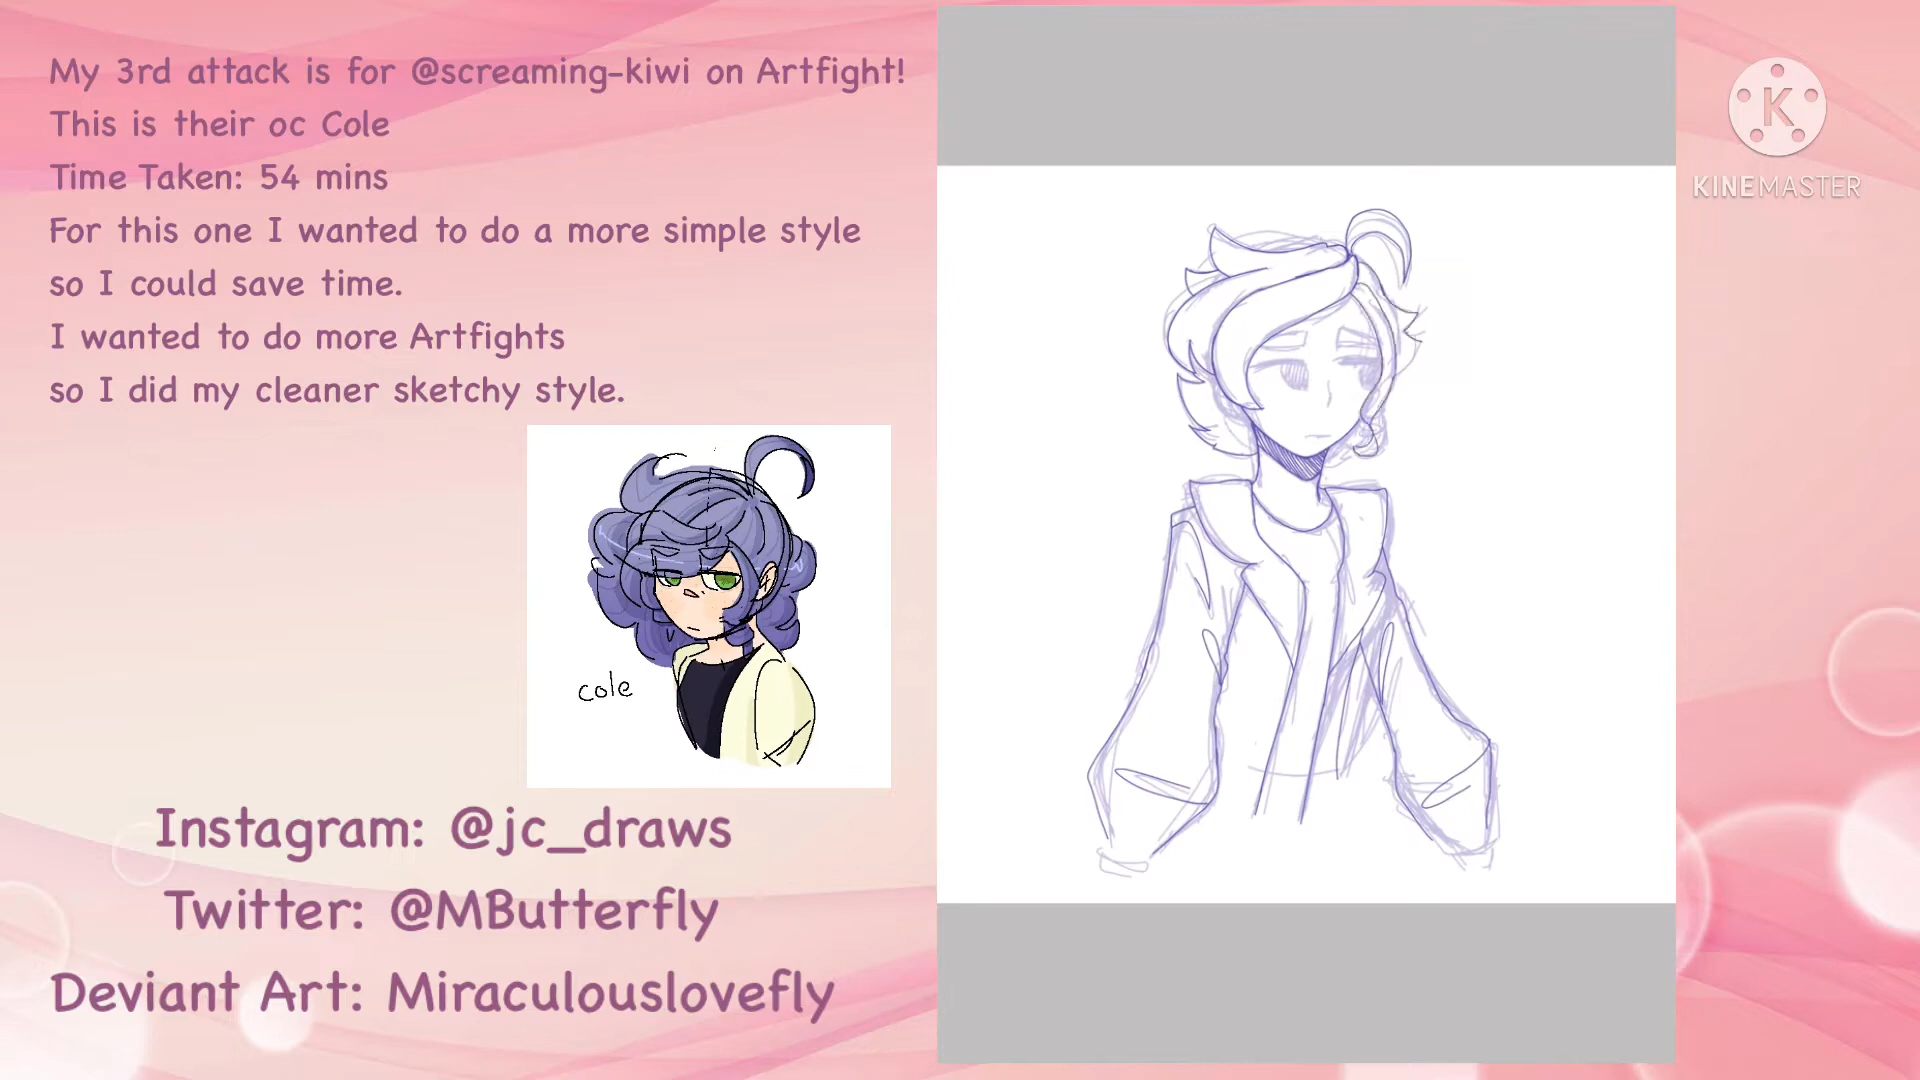 My 3rd attack is for @screaming-kiwi on Artfight!
This is their oc Cole
Time Taken: 54 mins
For this one I wanted to do a more simple style
so I could save time.
I wanted to do more Artfights
so I did my cleaner sketchy style.
cole
Instagram: @jc_draws
Twitter: @MButterfly
Deviant Art: Miraculouslovefly
K
KINEMASTER